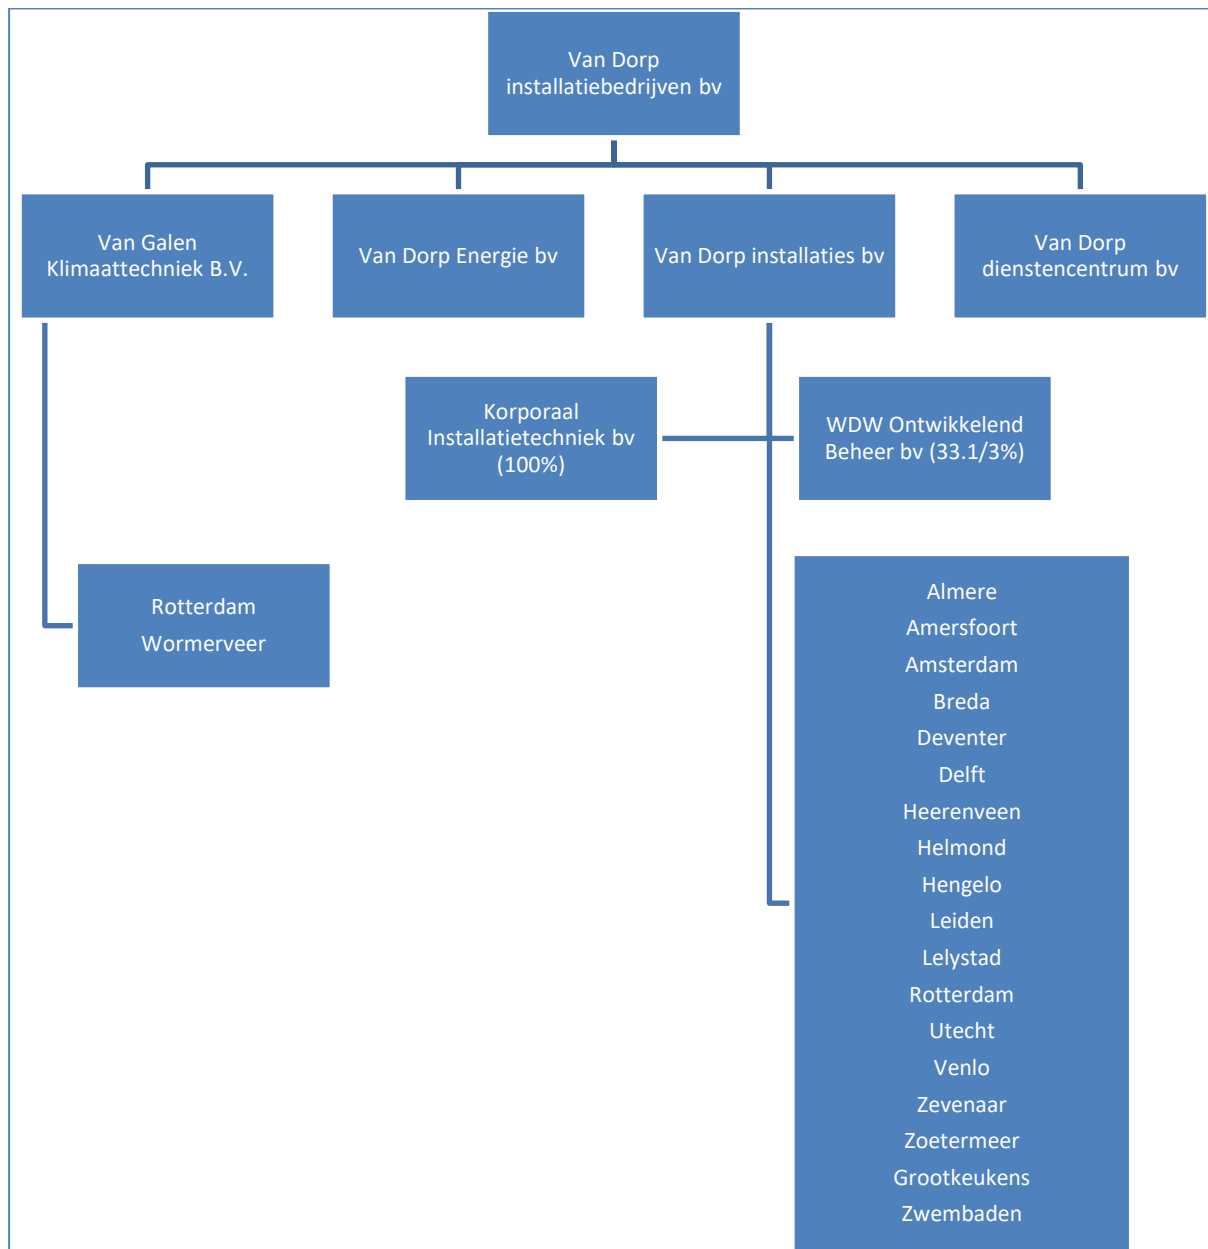 Van Dorp
installatiebedrijven bv
Van Galen
Klimaattechniek B.V.
Van Dorp Energie bv
Van Dorp installaties bv
Van Dorp
dienstencentrum bv
Korporaal
Installatietechniek bv
(100%)
WDW Ontwikkelend
Beheer bv (33.1/3%)
Rotterdam
Wormerveer
Almere
Amersfoort
Amsterdam
Breda
Deventer
Delft
Heerenveen
Helmond
Hengelo
Leiden
Lelystad
Rotterdam
Utecht
Venlo
Zevenaar
Zoetermeer
Grootkeukens
Zwembaden